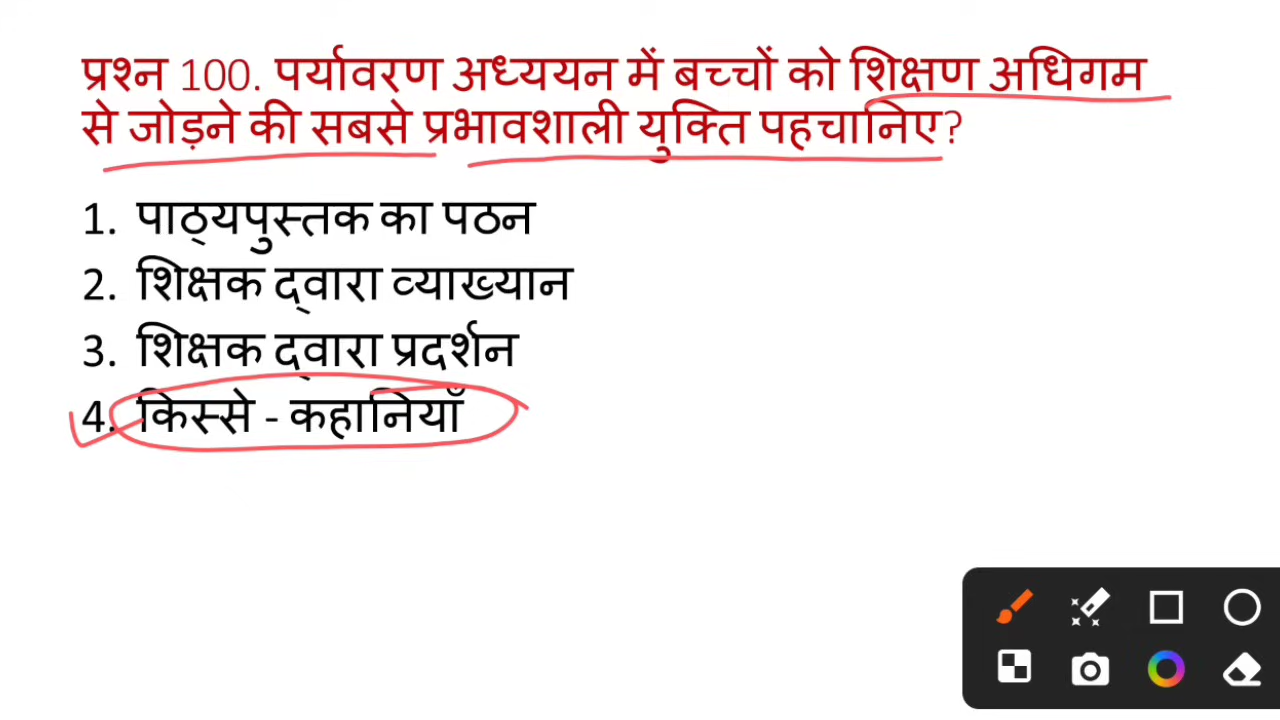 प्रश्न 100. पर्यावरण अध्ययन में बच्चों को शिक्षण अधिगम
से जोड़ने की सबसे प्रभावशाली युक्ति पहचानिए?
1. पाठ्यपुस्तक का पठन
2. शिक्षक द्वारा व्याख्यान
3. शिक्षक द्वारा प्रदर्शन
4. किस्से - कहानियाँ